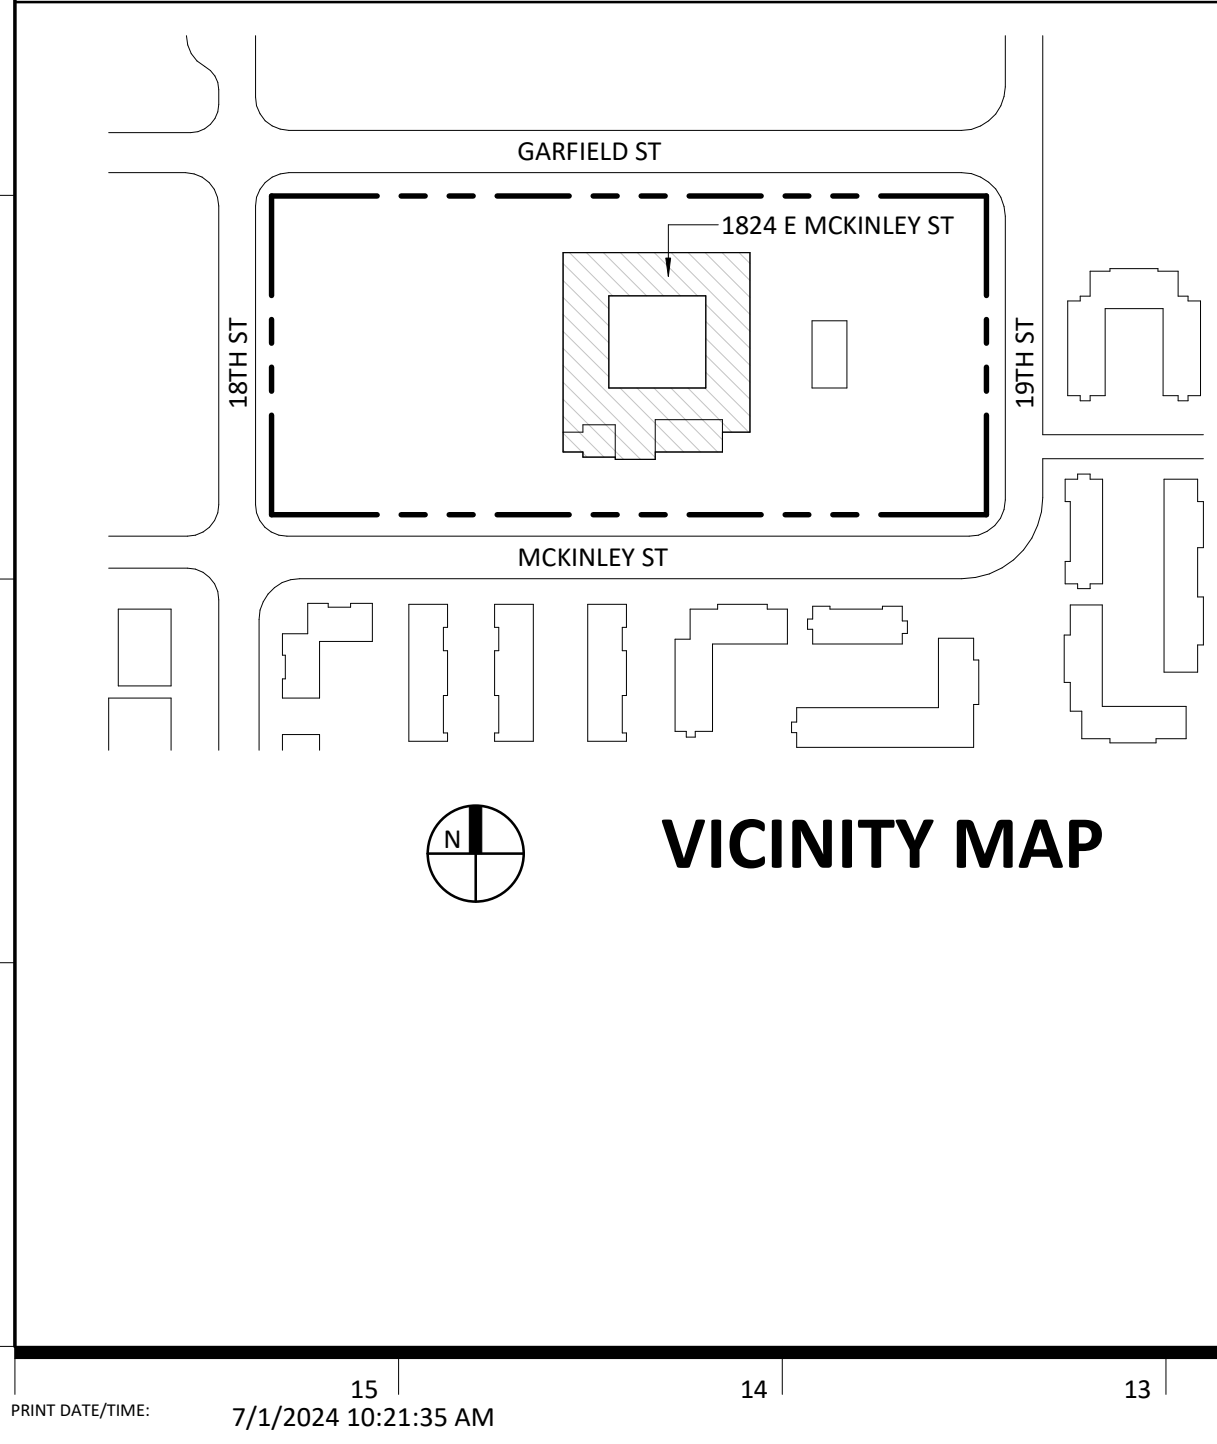 GARFIELD ST
1824 E MCKINLEY ST
18TH ST
19TH ST
MCKINLEY ST
N
VICINITY MAP
15
14
13
PRINT DATE/TIME:
7/1/2024 10:21:35 AM